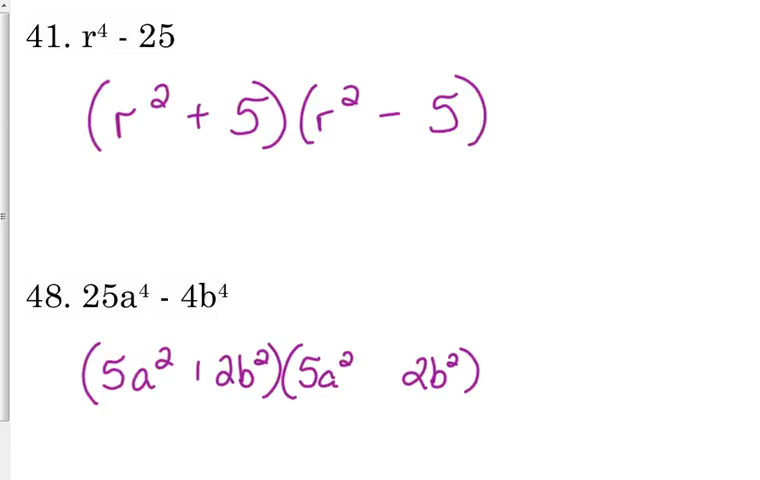 41. r⁴ - 25
(r² + 5)(r² - 5)
48. 25a⁴ - 4b⁴
(5a² ı 2b²)(5a² 2b²)